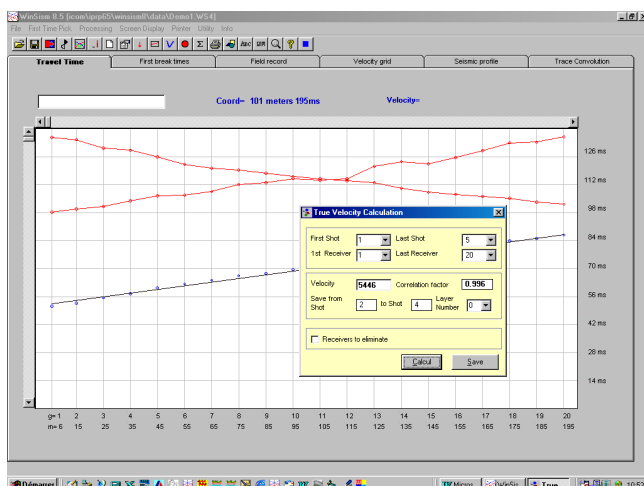 WinSism 8.5 [icom\iprp65\winsism8\data\Demo1.WS4]
File First Time Pick Processing Screen Display Printer Utility Info
Travel Time First break times Field record Velocity grid Seismic profile Trace Convolution
Coord= 101 meters 195ms Velocity=
126 ms
112 ms
98 ms
84 ms
70 ms
56 ms
42 ms
28 ms
14 ms
True Velocity Calculation
First Shot 1 Last Shot 5
1st Receiver 1 Last Receiver 20
Velocity 5446 Correlation factor 0.996
Save from Shot 2 to Shot 4 Layer Number 0
Receivers to eliminate
Calcul Save
g= 1 2 3 4 5 6 7 8 9 10 11 12 13 14 15 16 17 18 19 20
m= 6 15 25 35 45 55 65 75 85 95 105 115 125 135 145 155 165 175 185 195
Démarrer Micros... WinSis... True ...